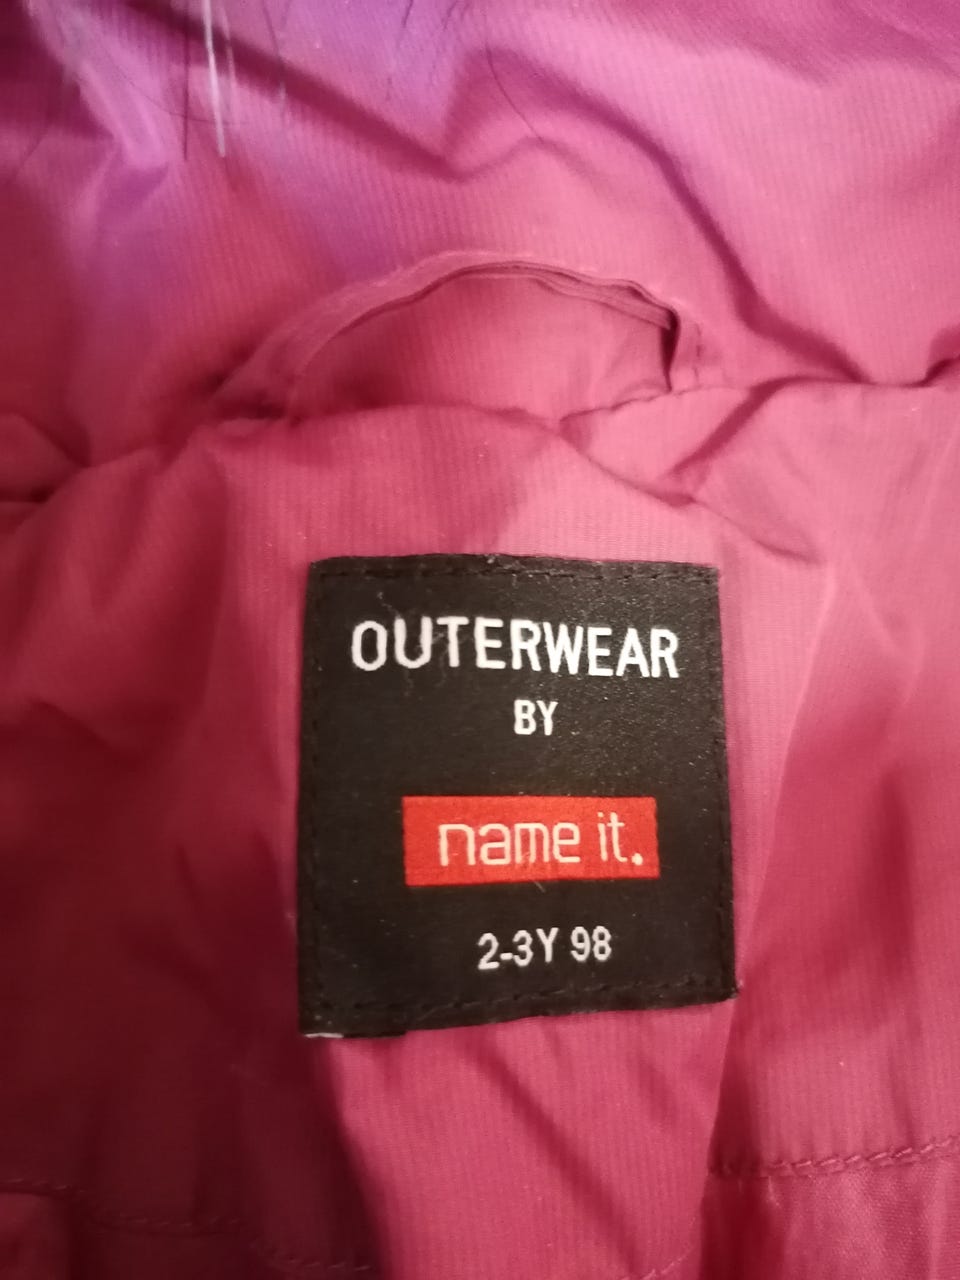 OUTERWEAR
BY
name it.
2-3Y 98